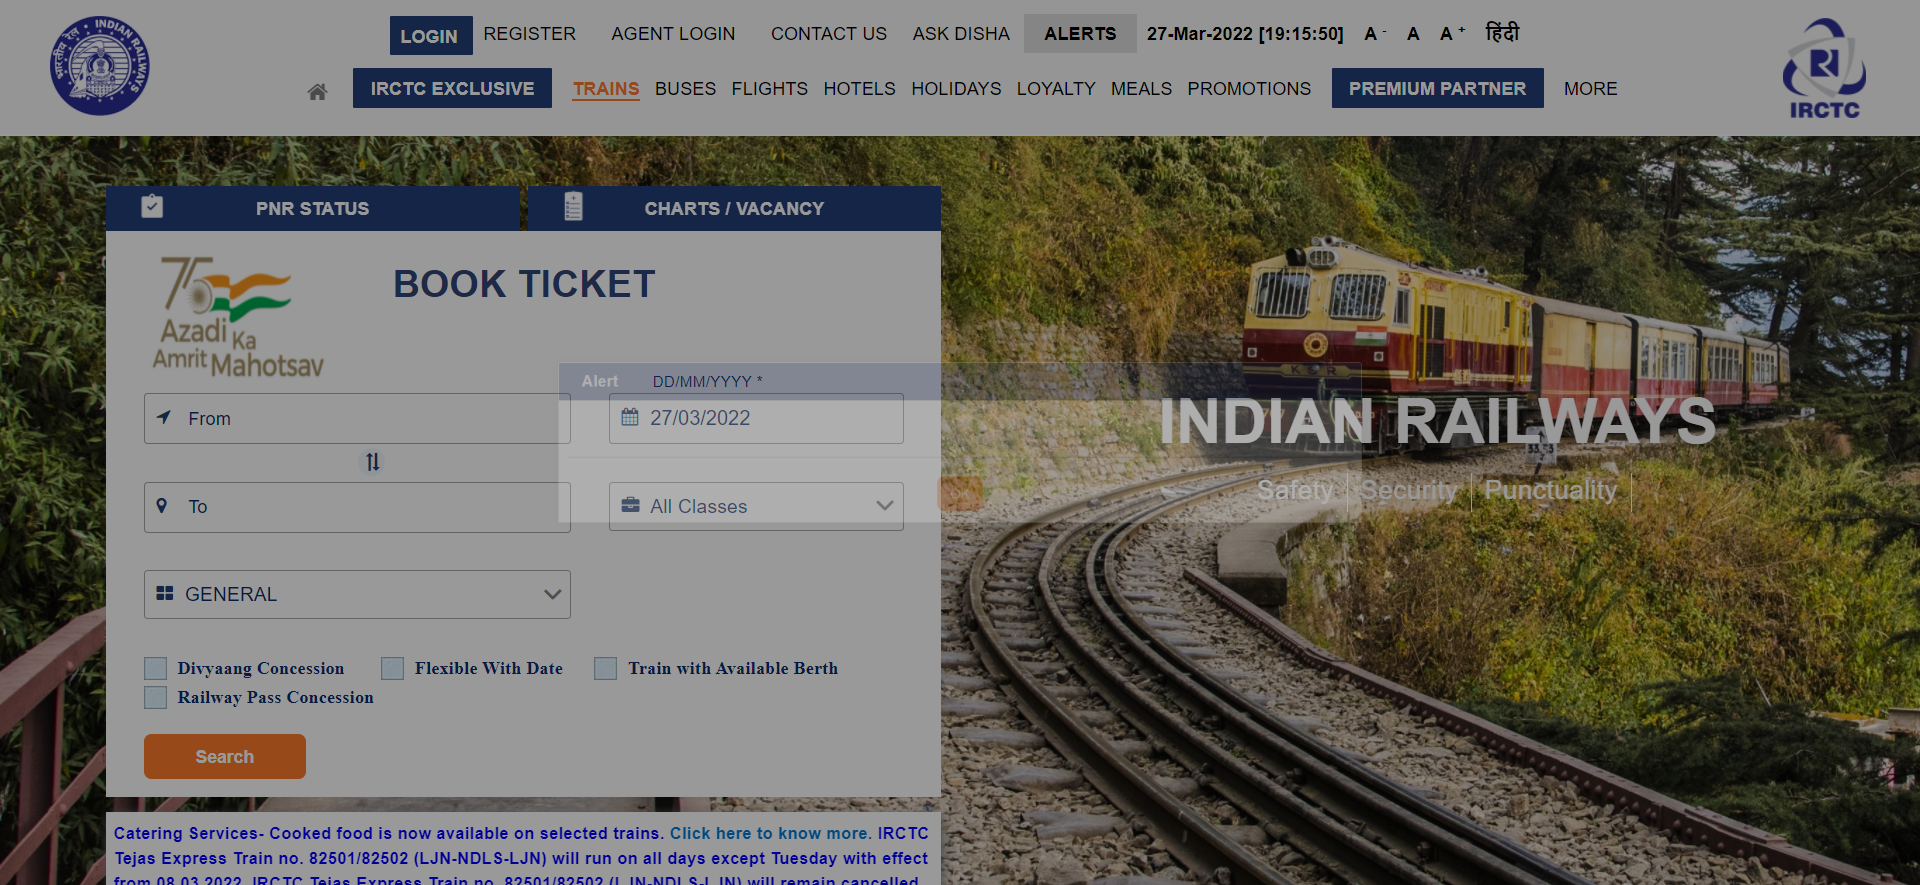 LOGIN REGISTER AGENT LOGIN CONTACT US ASK DISHA ALERTS 27-Mar-2022 [19:15:50] A - A A + हिंदी
INDIAN RAILWAYS
भारतीय रेल
IRCTC EXCLUSIVE TRAINS BUSES FLIGHTS HOTELS HOLIDAYS LOYALTY MEALS PROMOTIONS PREMIUM PARTNER MORE
IRCTC
PNR STATUS CHARTS / VACANCY
75
Azadi Ka
Amrit Mahotsav
BOOK TICKET
Alert DD/MM/YYYY *
From 27/03/2022
To All Classes
GENERAL
Divyaang Concession Flexible With Date Train with Available Berth
Railway Pass Concession
Search
INDIAN RAILWAYS
Safety Security Punctuality
Catering Services- Cooked food is now available on selected trains. Click here to know more. IRCTC
Tejas Express Train no. 82501/82502 (LJN-NDLS-LJN) will run on all days except Tuesday with effect
from 08.03.2022. IRCTC Tejas Express Train no. 82501/82502 (LJN-NDLS-LJN) will remain cancelled